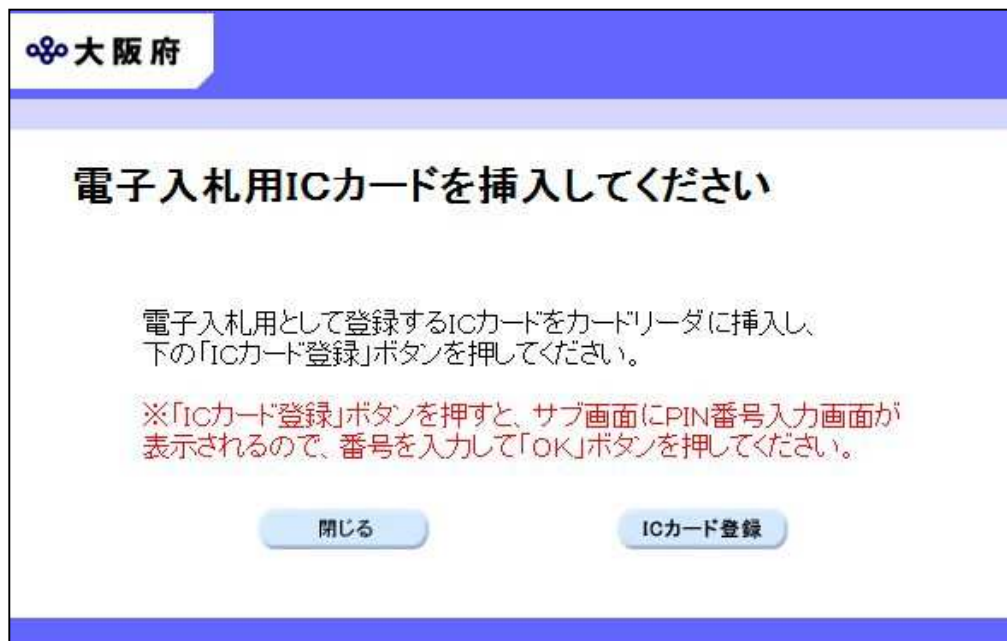 大阪府
電子入札用ICカードを挿入してください
電子入札用として登録するICカードをカードリーダに挿入し、
下の「ICカード登録」ボタンを押してください。
※「ICカード登録」ボタンを押すと、サブ画面にPIN番号入力画面が
表示されるので、番号を入力して「OK」ボタンを押してください。
閉じる
ICカード登録